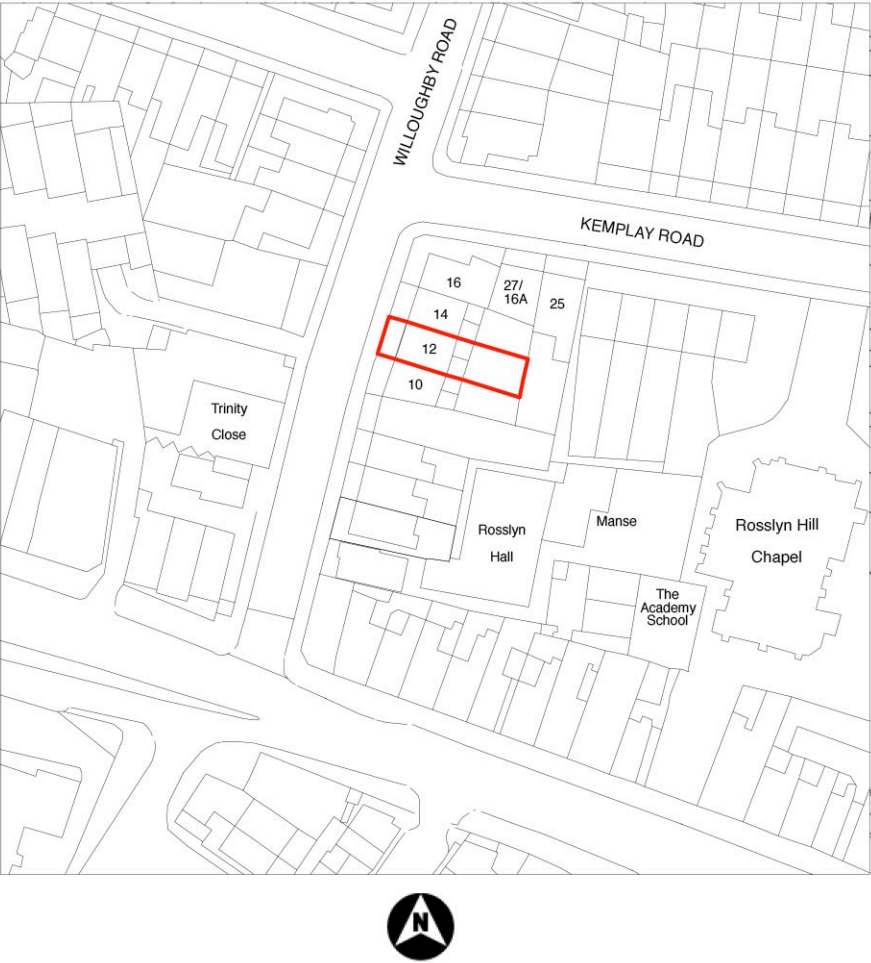 WILLOUGHBY ROAD
KEMPLAY ROAD
16
27/
16A
25
14
12
10
Trinity
Close
Rosslyn
Hall
Manse
Rosslyn Hill
Chapel
The
Academy
School
N